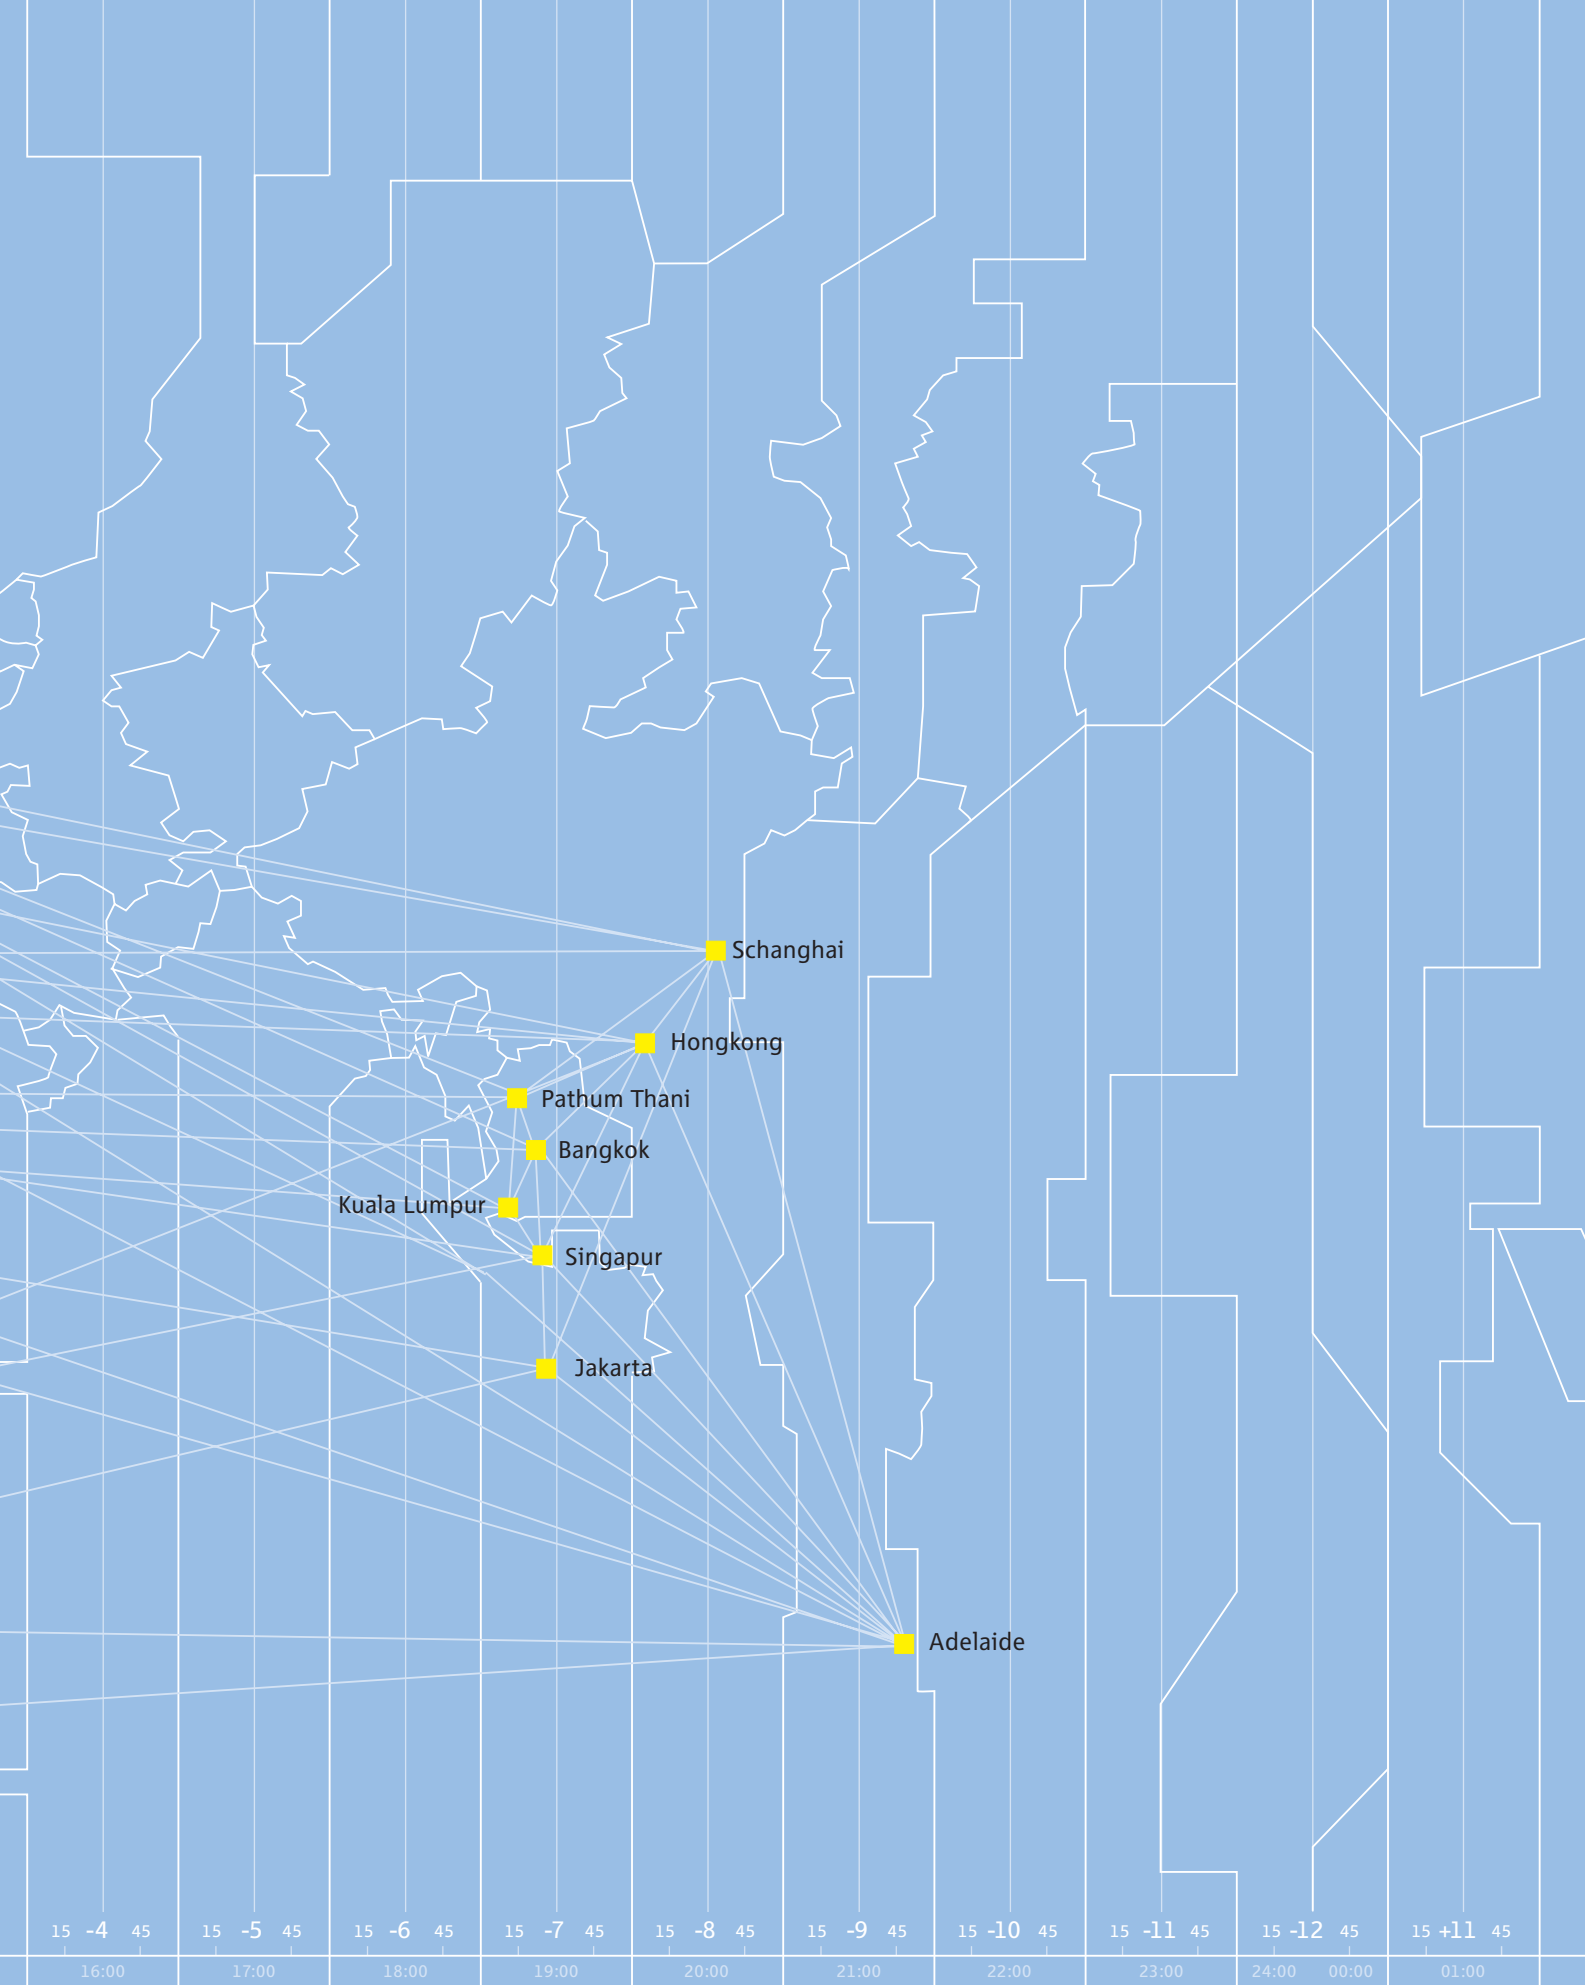 Schanghai
Hongkong
Pathum Thani
Bangkok
Kuala Lumpur
Singapur
Jakarta
Adelaide
15 -4 45 15 -5 45 15 -6 45 15 -7 45 15 -8 45 15 -9 45 15 -10 45 15 -11 45 15 -12 45 15 +11 45
16:00 17:00 18:00 19:00 20:00 21:00 22:00 23:00 24:00 00:00 01:00